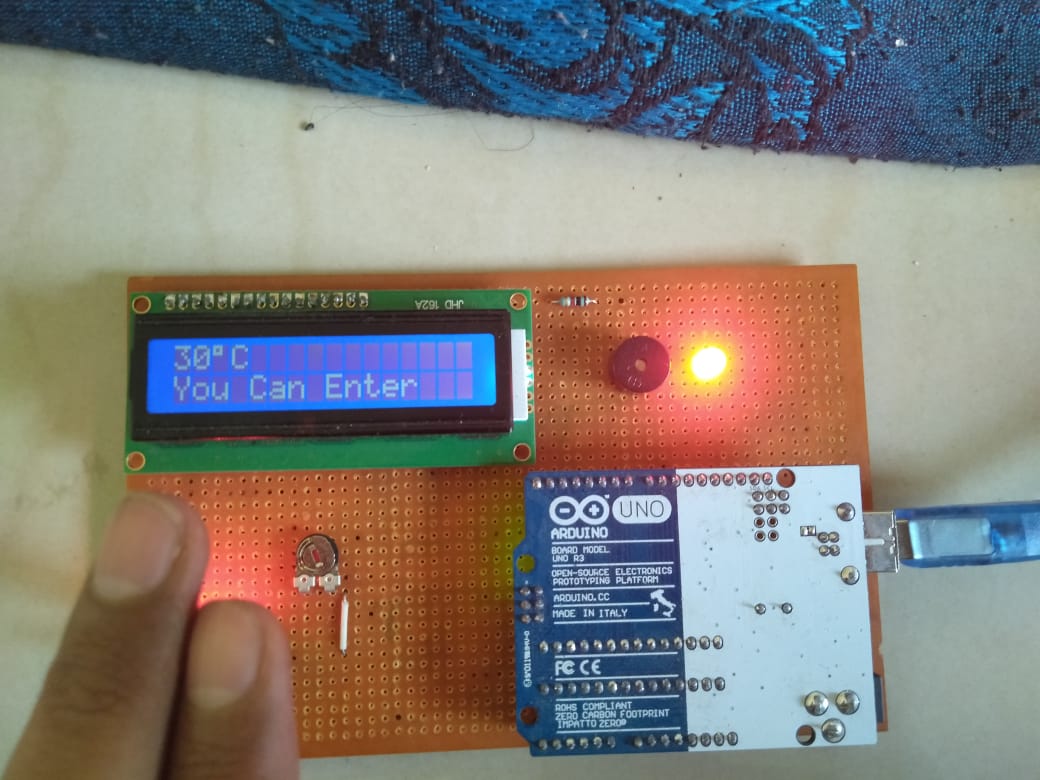 JHD 162A
30°C
You Can Enter
UNO
ARDUINO
BOARD MODEL
UNO R3
OPEN-SOURCE ELECTRONICS
PROTOTYPING PLATFORM
ARDUINO.CC
MADE IN ITALY
FC CE
ROHS COMPLIANT
ZERO CARBON FOOTPRINT
IMPATTO ZERO®